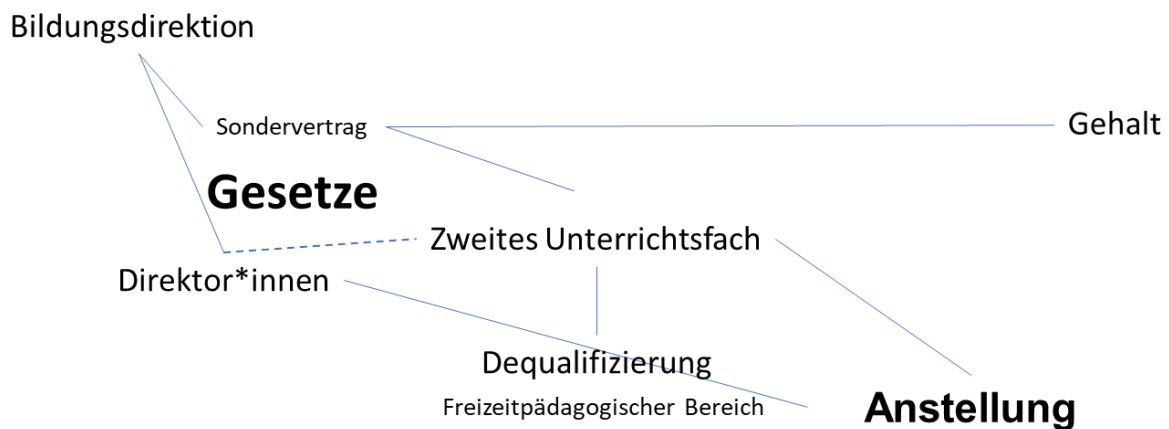 Bildungsdirektion
Sondervertrag
Gehalt
Gesetze
Zweites Unterrichtsfach
Direktor*innen
Dequalifizierung
Freizeitpädagogischer Bereich
Anstellung